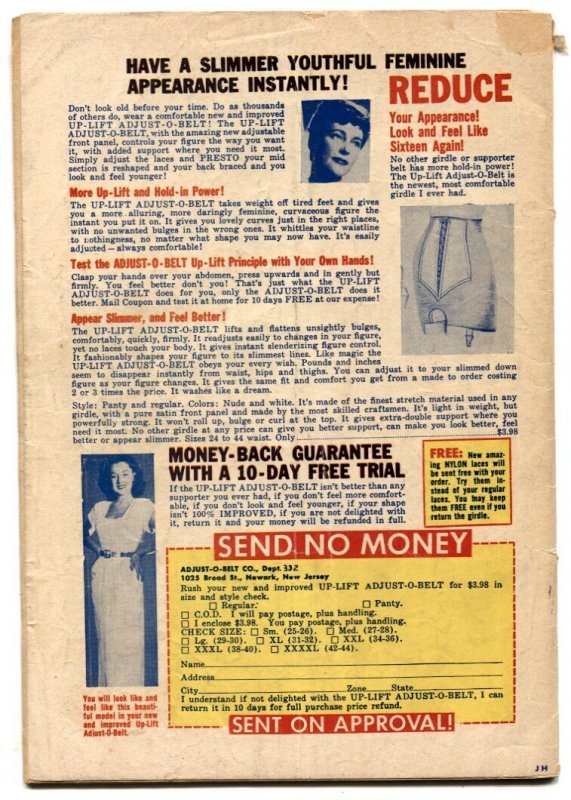 HAVE A SLIMMER YOUTHFUL FEMININE
APPEARANCE INSTANTLY!
Don't look old before your time. Do as thousands
of others do, wear a comfortable new and improved
UP-LIFT ADJUST-O-BELT! The UP-LIFT
ADJUST-O-BELT, with the amazing new adjustable
front panel, controls your figure the way you want
it, with added support where you need it most.
Simply adjust the laces and PRESTO your mid
section is reshaped and your back braced and you
look and feel younger!
REDUCE
Your Appearance!
Look and Feel Like
Sixteen Again!
No other girdle or supporter
belt has more hold-in power!
The Up-Lift Adjust-O-Belt is
the newest, most comfortable
girdle I ever had.
More Up-Lift and Hold-in Power!
The UP-LIFT ADJUST-O-BELT takes weight off tired feet and gives
you a more alluring, more daringly feminine, curvaceous figure the
instant you put it on. It gives you lovely curves just in the right places,
with no unwanted bulges in the wrong ones. It whittles your waistline
to nothingness, no matter what shape you may now have. It's easily
adjusted — always comfortable!
Test the ADJUST-O-BELT Up-Lift Principle with Your Own Hands!
Clasp your hands over your abdomen, press upwards and in gently but
firmly. You feel better don't you! That's just what the UP-LIFT
ADJUST-O-BELT does for you, only the ADJUST-O-BELT does it
better. Mail Coupon and test it at home for 10 days FREE at our expense!
Appear Slimmer, and Feel Better!
The UP-LIFT ADJUST-O-BELT lifts and flattens unsightly bulges,
comfortably, quickly, firmly. It readjusts easily to changes in your figure,
yet no laces touch your body. It gives instant slenderizing figure control.
It fashionably shapes your figure to its slimmest lines. Like magic the
UP-LIFT ADJUST-O-BELT obeys your every wish. Pounds and inches
seem to disappear instantly from waist, hips and thighs. You can adjust it to your slimmed down
figure as your figure changes. It gives the same fit and comfort you get from a made to order costing
2 or 3 times the price. It washes like a dream.
Style: Panty and regular. Colors: Nude and white. It's made of the finest stretch material used in any
girdle, with a pure satin front panel and made by the most skilled craftsmen. It's light in weight, but
powerfully strong. It won't roll up, bulge or curl at the top. It gives extra-double support where you
need it most. No other girdle at any price can give you better support, can make you look better, feel
better or appear slimmer. Sizes 24 to 44 waist. Only ........ $3.98
MONEY-BACK GUARANTEE
WITH A 10-DAY FREE TRIAL
If the UP-LIFT ADJUST-O-BELT isn't better than any
supporter you ever had, if you don't feel more comfort-
able, if you don't look and feel younger, if your shape
isn't 100% IMPROVED, if you are not delighted with
it, return it and your money will be refunded in full.
FREE: New amaz-
ing NYLON laces will
be sent free with your
order. Try them in-
stead of your regular
laces. You may keep
them FREE even if you
return the girdle.
SEND NO MONEY
ADJUST-O-BELT CO., Dept. 332
1025 Broad St., Newark, New Jersey
Rush your new and improved UP-LIFT ADJUST-O-BELT for $3.98 in
size and style check.
Regular. Panty.
C.O.D. I will pay postage, plus handling.
I enclose $3.98. You pay postage, plus handling.
CHECK SIZE: Sm. (25-26). Med. (27-28).
Lg. (29-30). XL (31-32). XXL (34-36).
XXXL (38-40). XXXXL (42-44).
Name
Address
City Zone State
I understand if not delighted with the UP-LIFT ADJUST-O-BELT, I can
return it in 10 days for full purchase price refund.
SENT ON APPROVAL!
You will look like and
feel like this beauti-
ful model in your new
and improved Up-Lift
Adjust-O-Belt.
JH